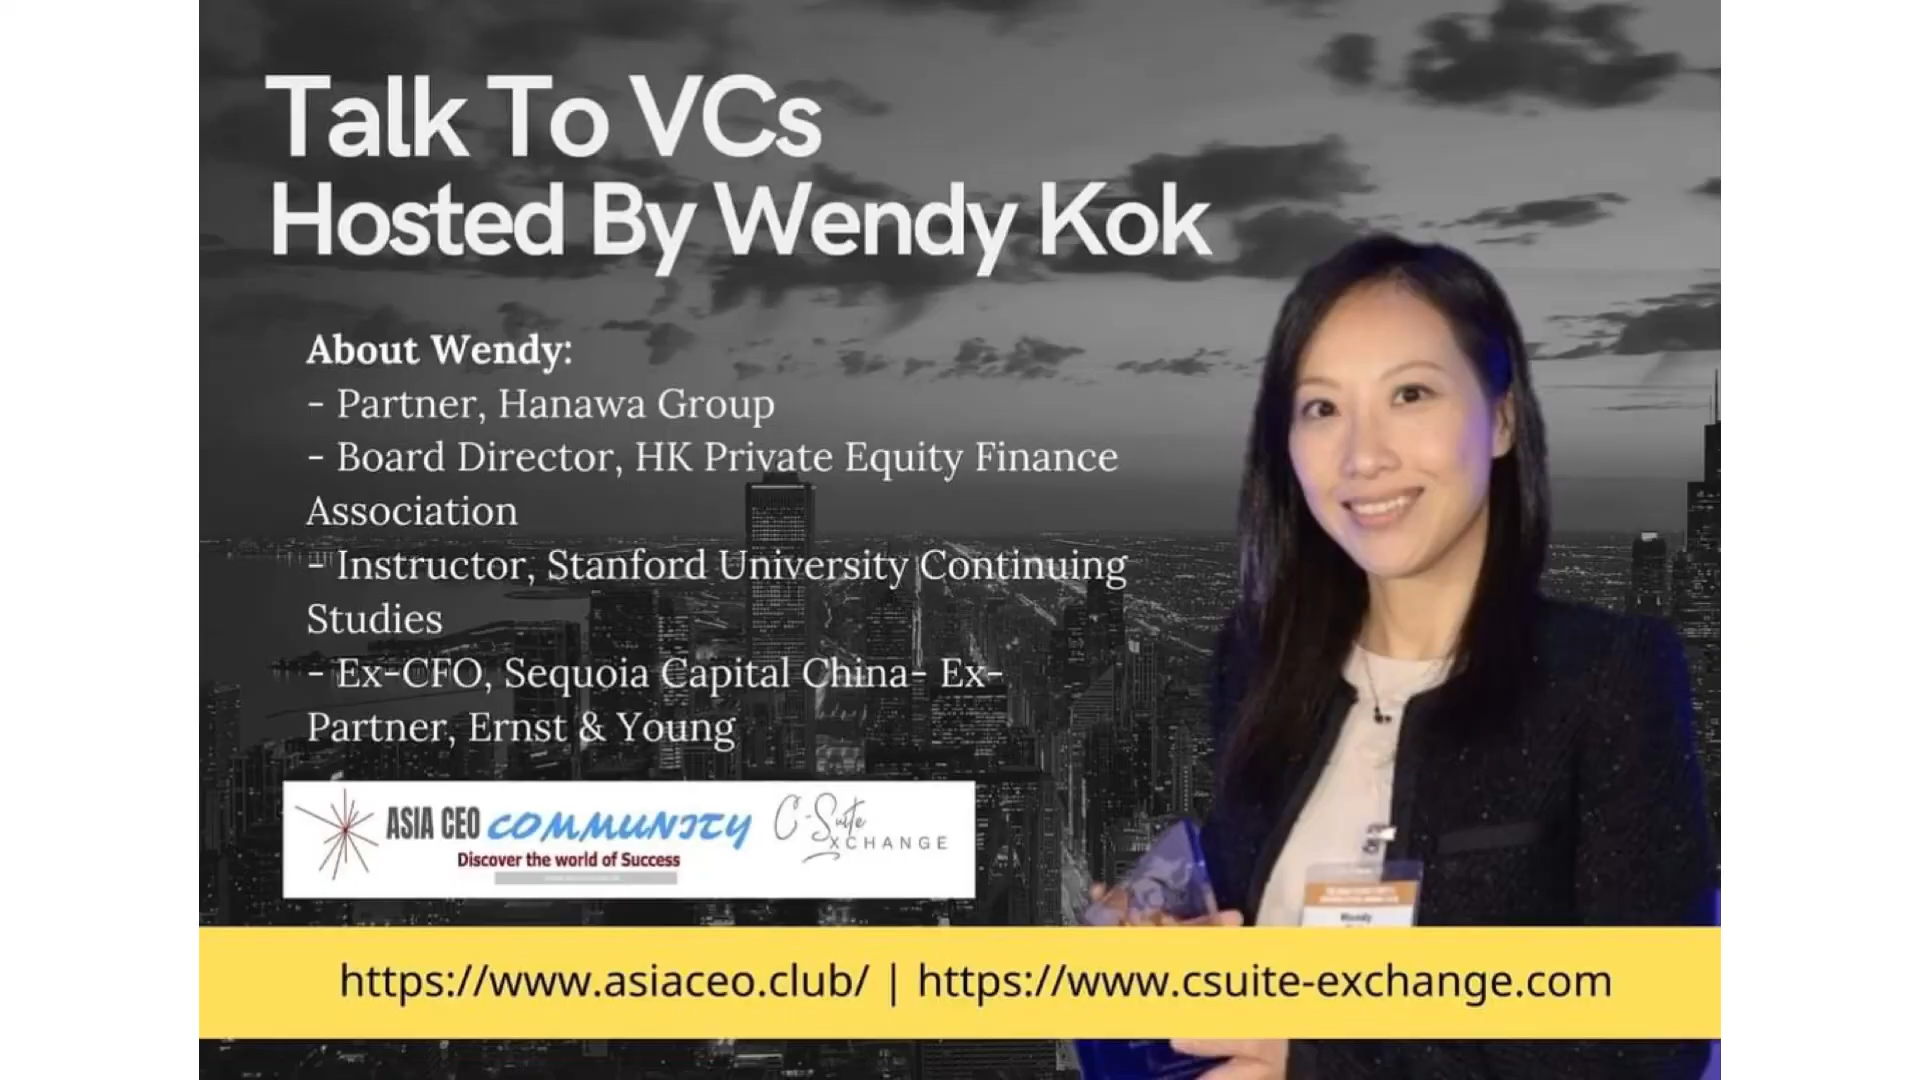 Talk To VCs
Hosted By Wendy Kok
About Wendy:
- Partner, Hanawa Group
- Board Director, HK Private Equity Finance
Association
- Instructor, Stanford University Continuing
Studies
- Ex-CFO, Sequoia Capital China- Ex-
Partner, Ernst & Young
ASIA CEO COMMUNITY
Discover the world of Success
C-Suite
XCHANGE
Wendy
https://www.asiaceo.club/ | https://www.csuite-exchange.com